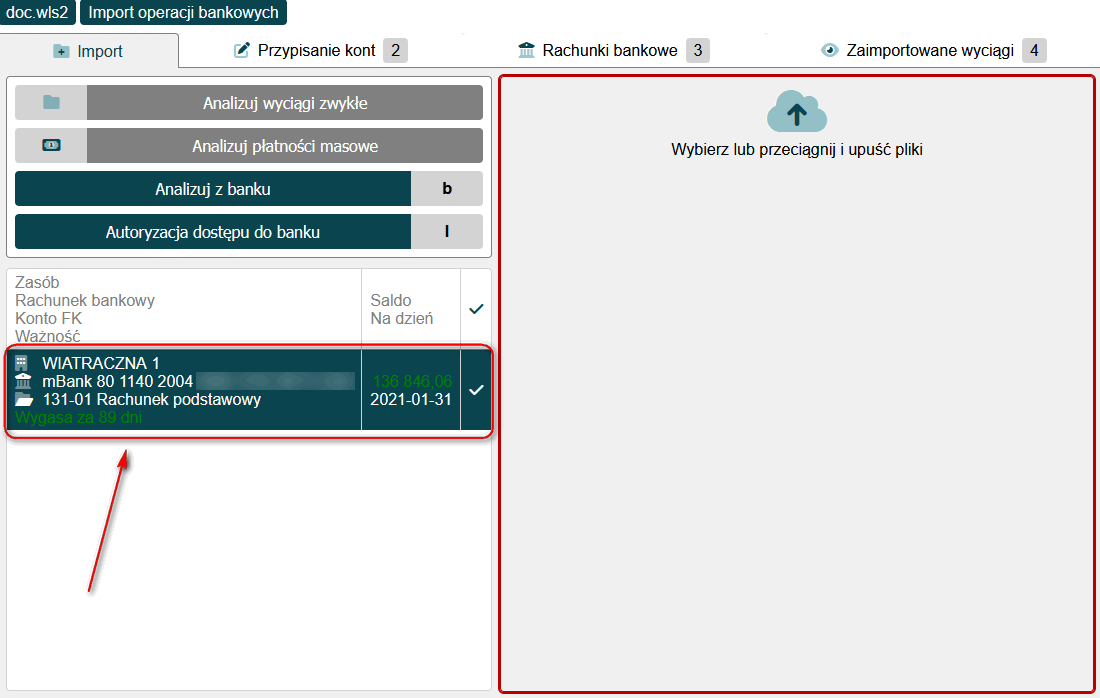 doc.wls2 Import operacji bankowych
Import Przypisanie kont 2 Rachunki bankowe 3 Zaimportowane wyciągi 4
Analizuj wyciągi zwykłe
Analizuj płatności masowe
Analizuj z banku b
Autoryzacja dostępu do banku l
Wybierz lub przeciągnij i upuść pliki
Zasób
Rachunek bankowy
Konto FK
Ważność
Saldo
Na dzień
WIATRACZNA 1
mBank 80 1140 2004
131-01 Rachunek podstawowy
Wygasa za 89 dni
136 846,06
2021-01-31